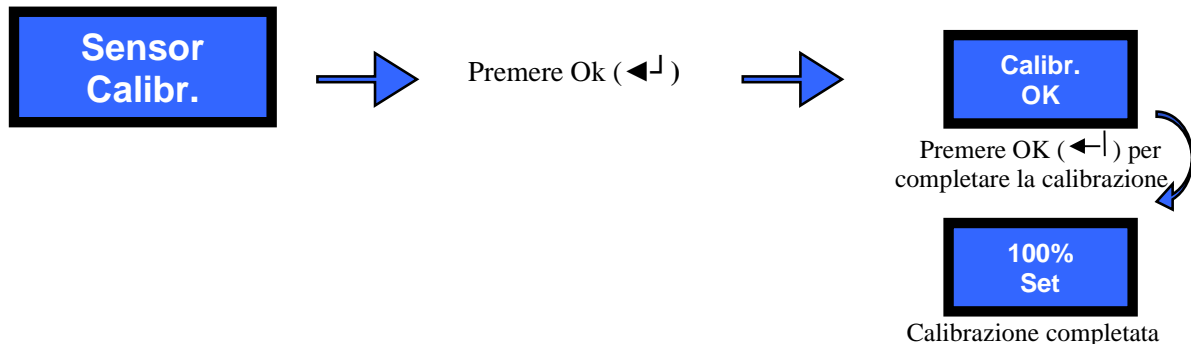 Sensor
Calibr.
Premere Ok (◄┘)
Calibr.
OK
Premere OK (◄┤) per
completare la calibrazione
100%
Set
Calibrazione completata